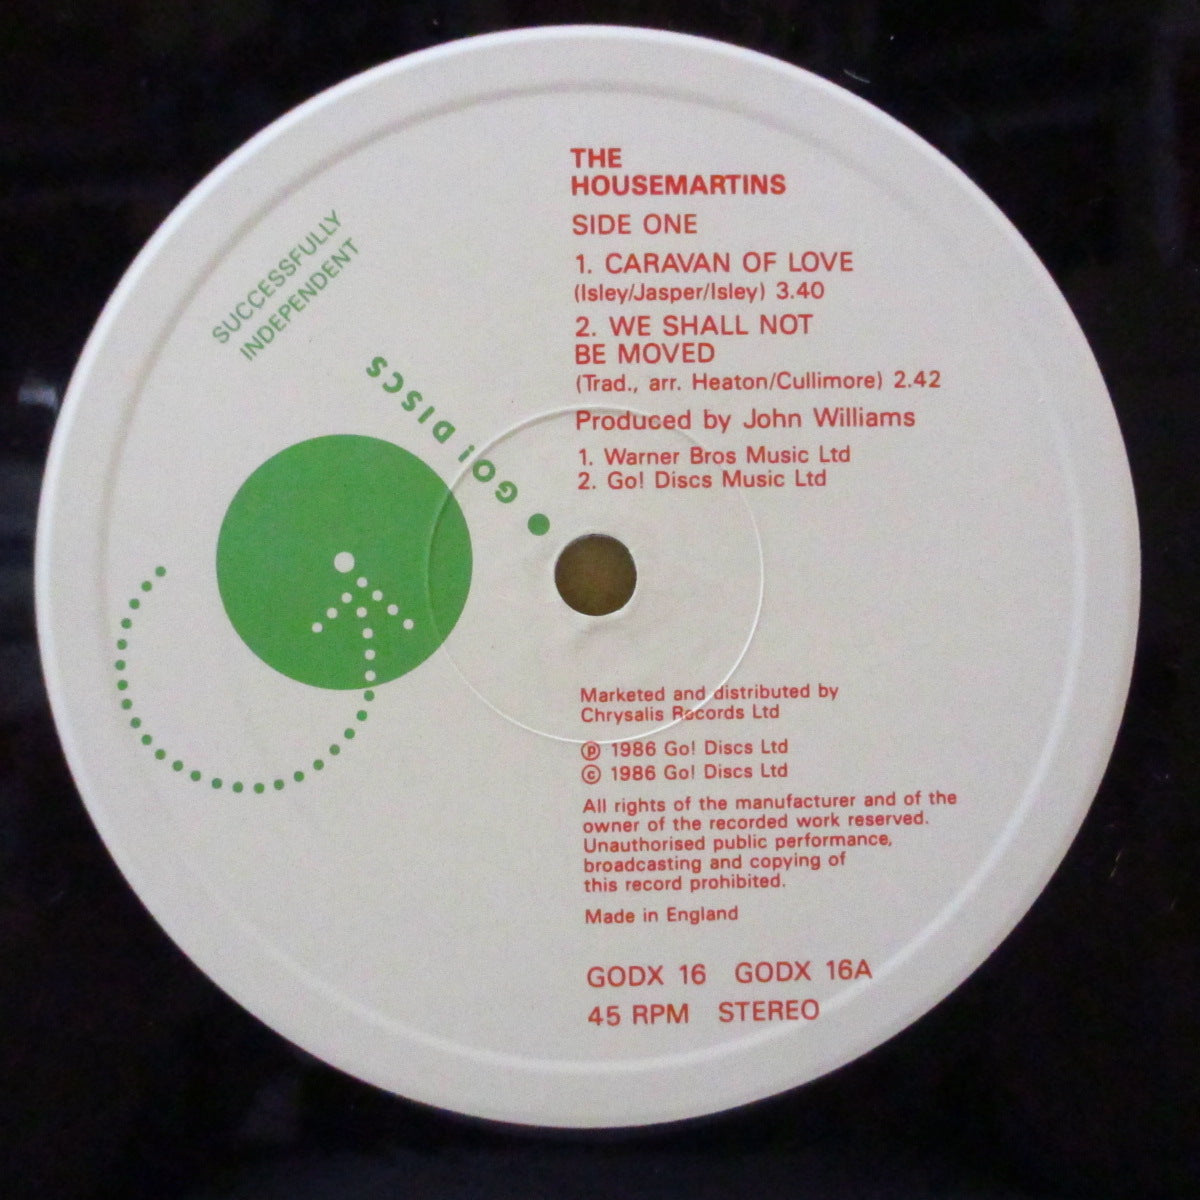 THE
HOUSEMARTINS
SIDE ONE
1. CARAVAN OF LOVE
(Isley/Jasper/Isley) 3.40
2. WE SHALL NOT
BE MOVED
(Trad., arr. Heaton/Cullimore) 2.42
Produced by John Williams
1. Warner Bros Music Ltd
2. Go! Discs Music Ltd
SUCCESSFULLY
INDEPENDENT
GO! DISCS
Marketed and distributed by
Chrysalis Records Ltd
℗ 1986 Go! Discs Ltd
© 1986 Go! Discs Ltd
All rights of the manufacturer and of the
owner of the recorded work reserved.
Unauthorised public performance,
broadcasting and copying of
this record prohibited.
Made in England
GODX 16 GODX 16A
45 RPM STEREO